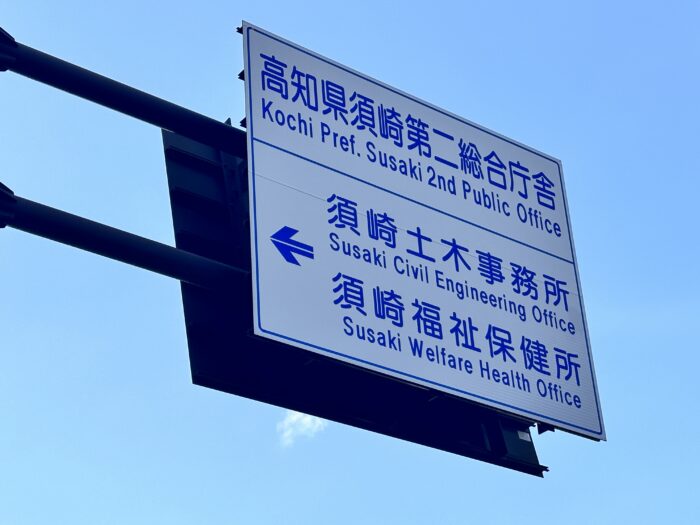 高知県須崎第二総合庁舎
Kochi Pref. Susaki 2nd Public Office
須崎土木事務所
Susaki Civil Engineering Office
須崎福祉保健所
Susaki Welfare Health Office